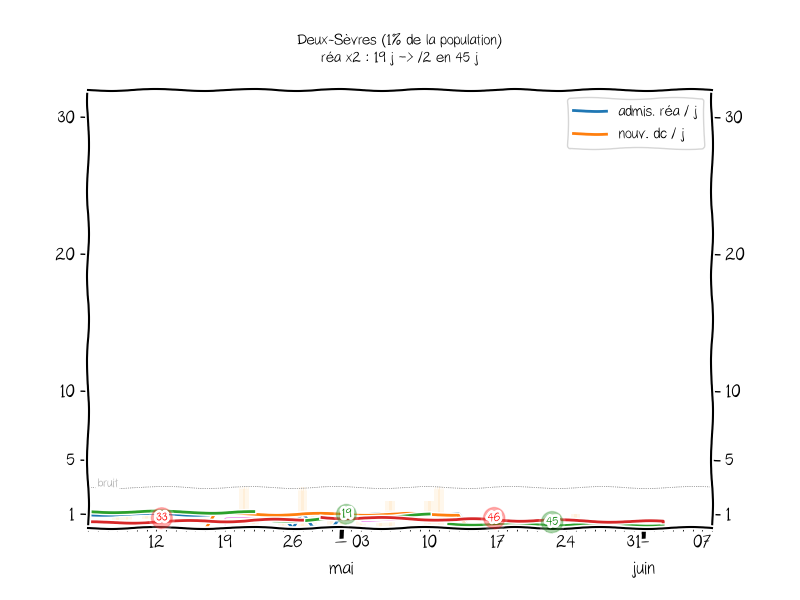 Deux-Sèvres (1% de la population)
réa x2 : 19 j -> /2 en 45 j
admis. réa / j
nouv. dc / j
30 30
20 20
10 10
5 5
bruit
1 1
33 19 46 45
12 19 26 03 10 17 24 31 07
mai juin